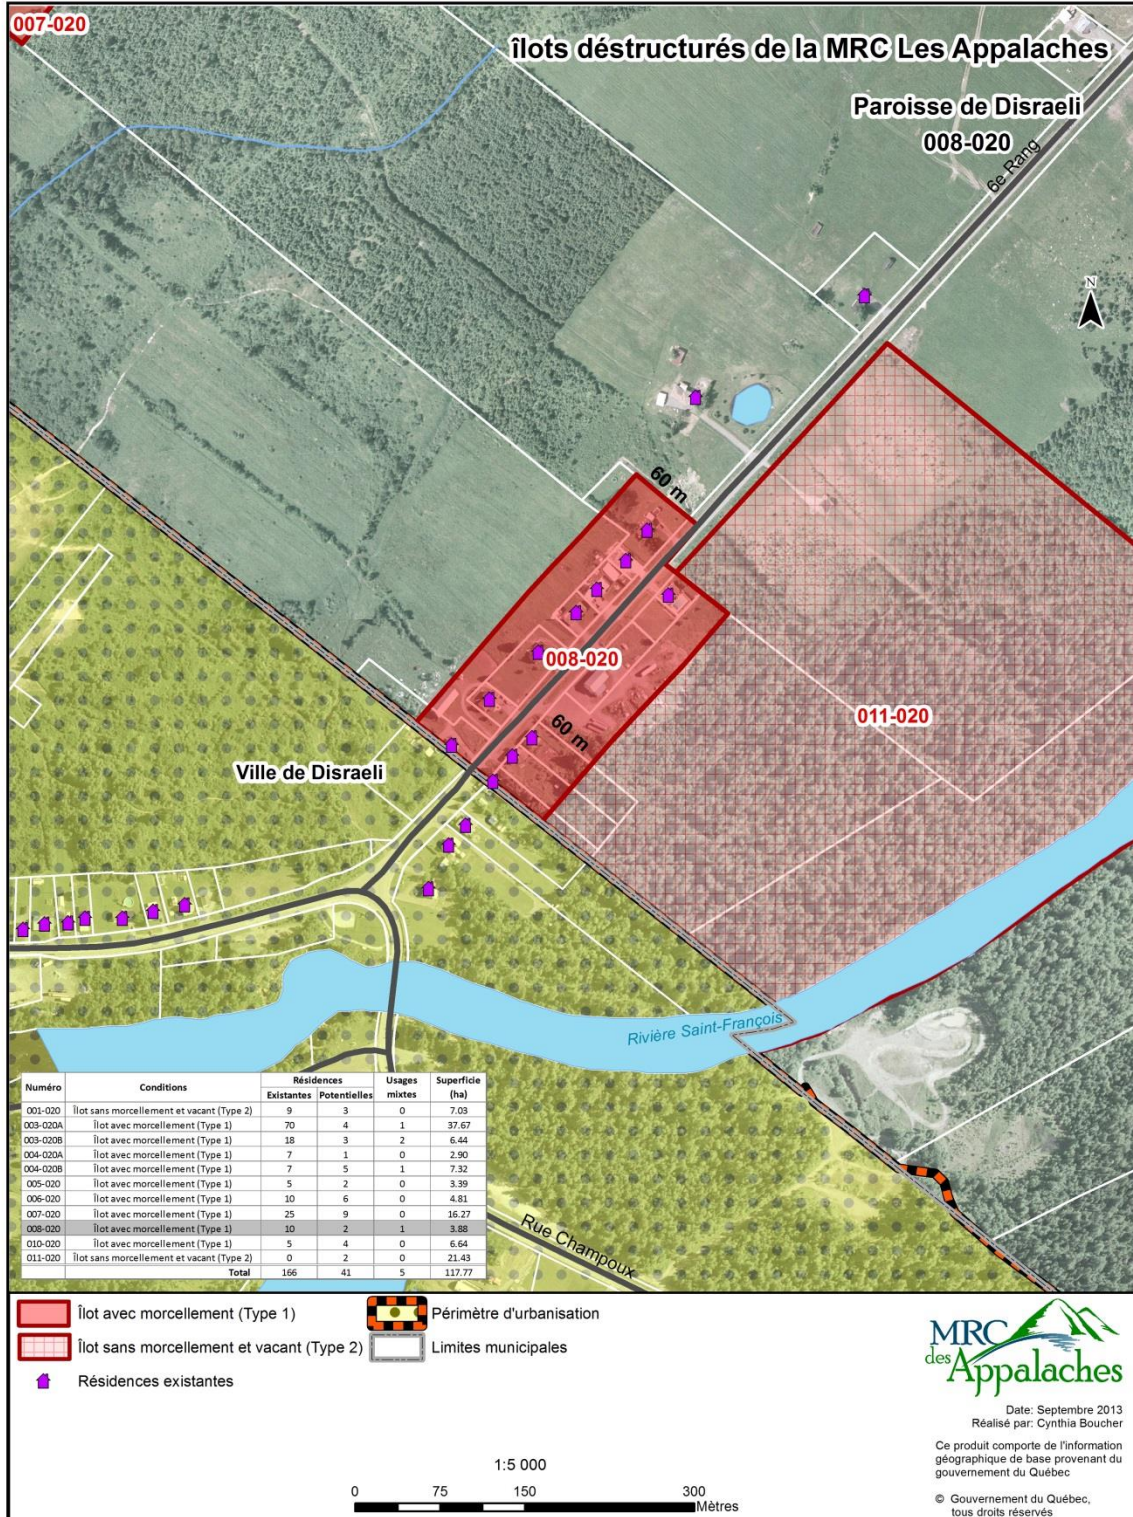 007-020
îlots déstructurés de la MRC Les Appalaches
Paroisse de Disraeli
008-020
6e Rang
N
60 m
008-020
60 m
011-020
Ville de Disraeli
Rivière Saint-François
Rue Champoux
Numéro Conditions Résidences Usages mixtes Superficie (ha)
Existantes Potentielles
001-020 Îlot sans morcellement et vacant (Type 2) 9 3 0 7.03
003-020A Îlot avec morcellement (Type 1) 70 4 1 37.67
003-020B Îlot avec morcellement (Type 1) 18 3 2 6.44
004-020A Îlot avec morcellement (Type 1) 7 1 0 2.90
004-020B Îlot avec morcellement (Type 1) 7 5 1 7.32
005-020 Îlot avec morcellement (Type 1) 5 2 0 3.39
006-020 Îlot avec morcellement (Type 1) 10 6 0 4.81
007-020 Îlot avec morcellement (Type 1) 25 9 0 16.27
008-020 Îlot avec morcellement (Type 1) 10 2 1 3.88
010-020 Îlot avec morcellement (Type 1) 5 4 0 6.64
011-020 Îlot sans morcellement et vacant (Type 2) 0 2 0 21.43
Total 166 41 5 117.77
Îlot avec morcellement (Type 1)
Périmètre d'urbanisation
Îlot sans morcellement et vacant (Type 2)
Limites municipales
Résidences existantes
MRC
des Appalaches
Date: Septembre 2013
Réalisé par: Cynthia Boucher
Ce produit comporte de l'information
géographique de base provenant du
gouvernement du Québec
© Gouvernement du Québec,
tous droits réservés
1:5 000
0 75 150 300
Mètres